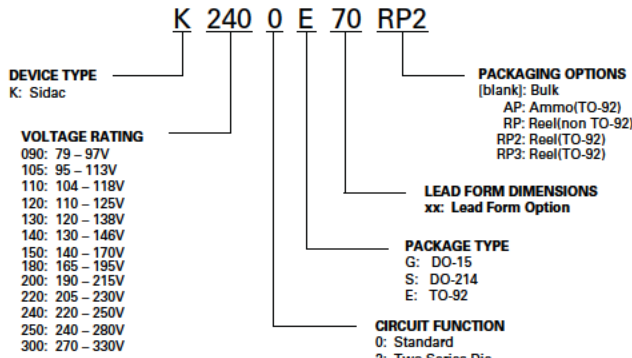 K 240 0 E 70 RP2
DEVICE TYPE
K: Sidac
VOLTAGE RATING
090: 79 – 97V
105: 95 – 113V
110: 104 – 118V
120: 110 – 125V
130: 120 – 138V
140: 130 – 146V
150: 140 – 170V
180: 165 – 195V
200: 190 – 215V
220: 205 – 230V
240: 220 – 250V
250: 240 – 280V
300: 270 – 330V
PACKAGING OPTIONS
[blank]: Bulk
AP: Ammo(TO-92)
RP: Reel(non TO-92)
RP2: Reel(TO-92)
RP3: Reel(TO-92)
LEAD FORM DIMENSIONS
xx: Lead Form Option
PACKAGE TYPE
G: DO-15
S: DO-214
E: TO-92
CIRCUIT FUNCTION
0: Standard
2: Two Series Die